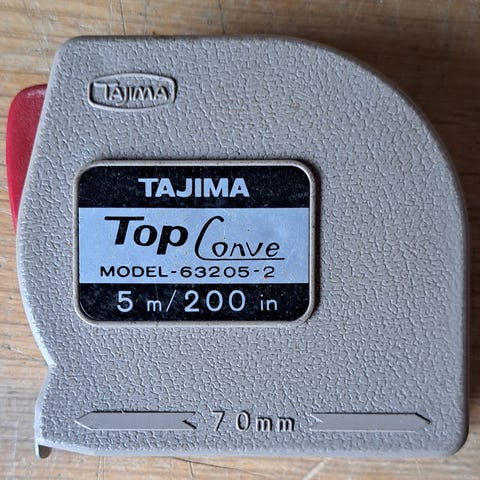 TAJIMA
TAJIMA
Top Conve
MODEL-63205-2
5 m/200 in
70mm